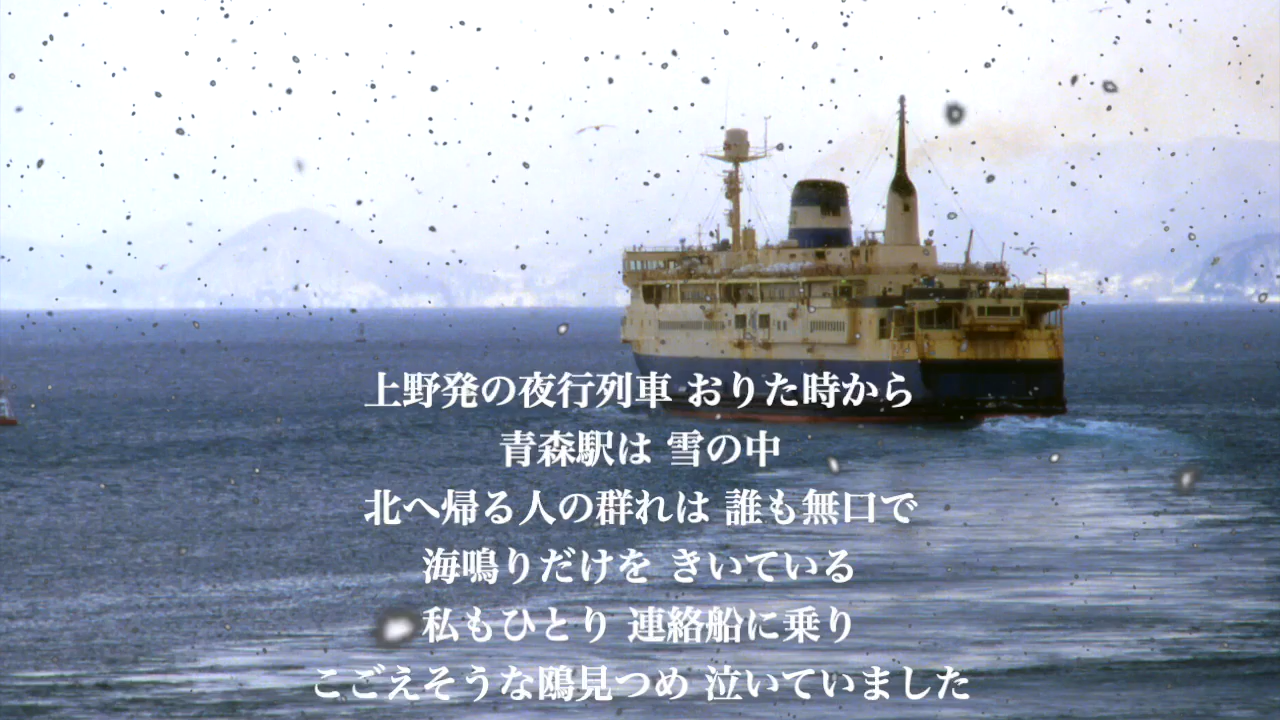 上野発の夜行列車 おりた時から
青森駅は 雪の中
北へ帰る人の群れは 誰も無口で
海鳴りだけを きいている
私もひとり 連絡船に乗り
こごえそうな鴎見つめ 泣いていました